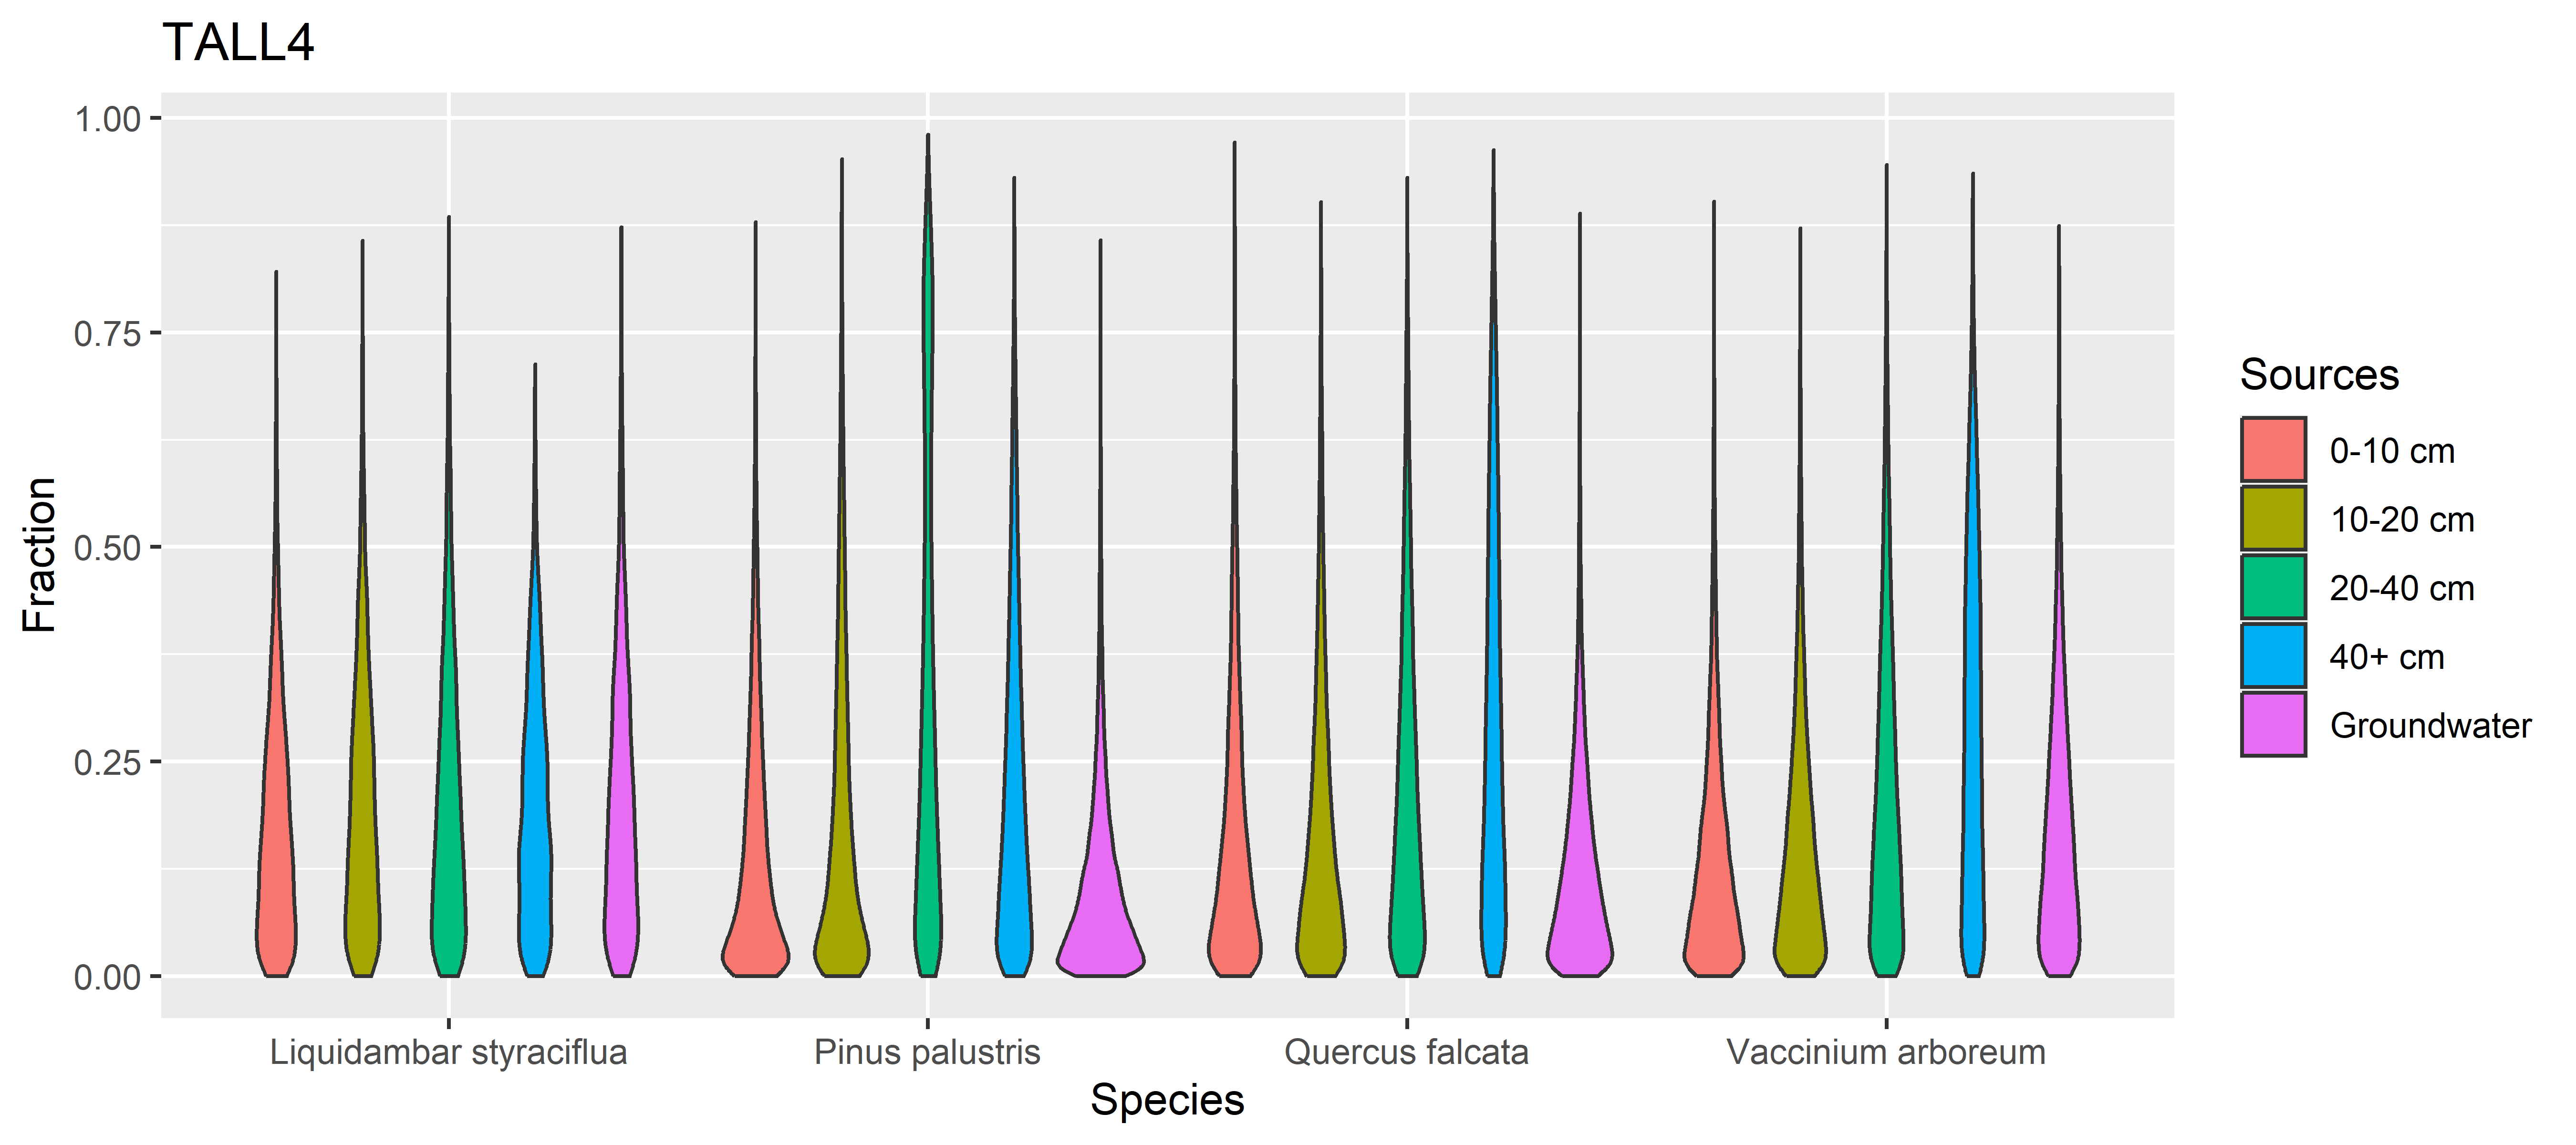 TALL4
1.00
0.75
0.50
0.25
0.00
Fraction
Liquidambar styraciflua
Pinus palustris
Quercus falcata
Vaccinium arboreum
Species
Sources
0-10 cm
10-20 cm
20-40 cm
40+ cm
Groundwater